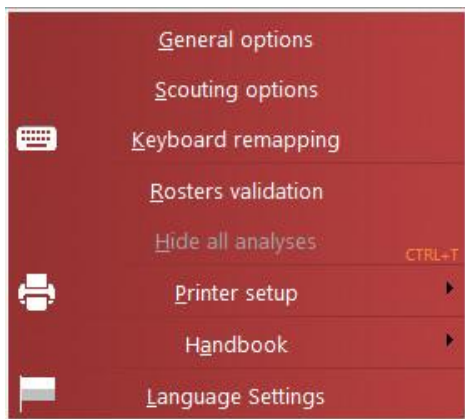 General options
Scouting options
Keyboard remapping
Rosters validation
Hide all analyses
CTRL+T
Printer setup
Handbook
Language Settings